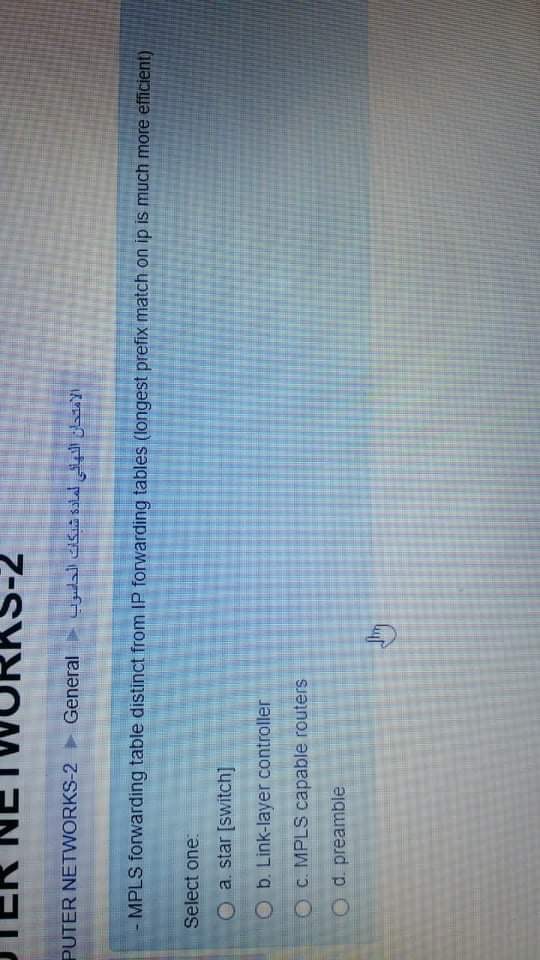 TER NETWORKS-2
PUTER NETWORKS-2 ► General ► الامتحان النهائي لمادة شبكات الحاسوب
- MPLS forwarding table distinct from IP forwarding tables (longest prefix match on ip is much more efficient)
Select one:
a. star [switch]
b. Link-layer controller
c. MPLS capable routers
d. preamble